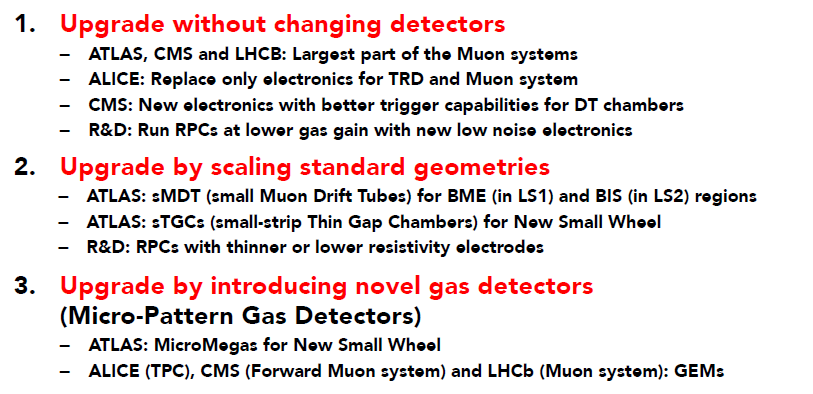 1. Upgrade without changing detectors
– ATLAS, CMS and LHCB: Largest part of the Muon systems
– ALICE: Replace only electronics for TRD and Muon system
– CMS: New electronics with better trigger capabilities for DT chambers
– R&D: Run RPCs at lower gas gain with new low noise electronics
2. Upgrade by scaling standard geometries
– ATLAS: sMDT (small Muon Drift Tubes) for BME (in LS1) and BIS (in LS2) regions
– ATLAS: sTGCs (small-strip Thin Gap Chambers) for New Small Wheel
– R&D: RPCs with thinner or lower resistivity electrodes
3. Upgrade by introducing novel gas detectors
(Micro-Pattern Gas Detectors)
– ATLAS: MicroMegas for New Small Wheel
– ALICE (TPC), CMS (Forward Muon system) and LHCb (Muon system): GEMs